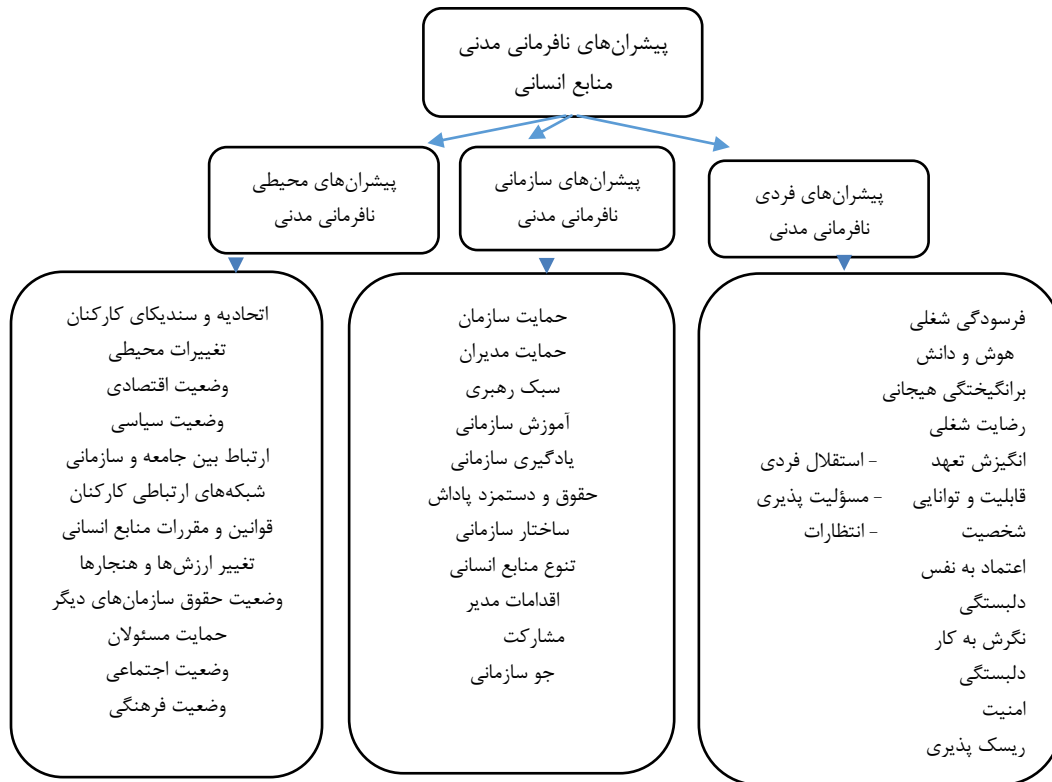 پیشران‌های نافرمانی مدنی
منابع انسانی
پیشران‌های فردی
نافرمانی مدنی
پیشران‌های سازمانی
نافرمانی مدنی
پیشران‌های محیطی
نافرمانی مدنی
فرسودگی شغلی
هوش و دانش
برانگیختگی هیجانی
رضایت شغلی
انگیزش تعهد - استقلال فردی
قابلیت و توانایی - مسؤلیت پذیری
شخصیت - انتظارات
اعتماد به نفس
دلبستگی
نگرش به کار
دلبستگی
امنیت
ریسک پذیری
حمایت سازمان
حمایت مدیران
سبک رهبری
آموزش سازمانی
یادگیری سازمانی
حقوق و دستمزد پاداش
ساختار سازمانی
تنوع منابع انسانی
اقدامات مدیر
مشارکت
جو سازمانی
اتحادیه و سندیکای کارکنان
تغییرات محیطی
وضعیت اقتصادی
وضعیت سیاسی
ارتباط بین جامعه و سازمانی
شبکه‌های ارتباطی کارکنان
قوانین و مقررات منابع انسانی
تغییر ارزش‌ها و هنجارها
وضعیت حقوق سازمان‌های دیگر
حمایت مسئولان
وضعیت اجتماعی
وضعیت فرهنگی